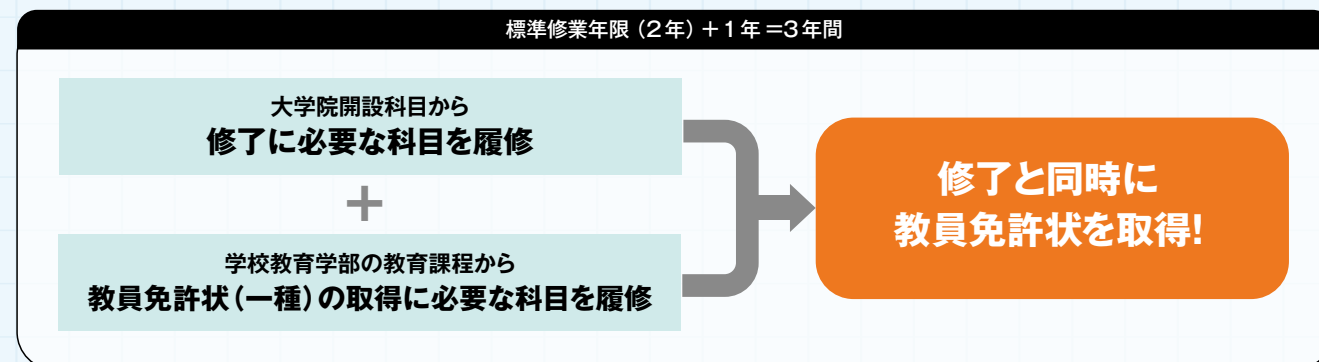 標準修業年限（2年）＋1年＝3年間
大学院開設科目から
修了に必要な科目を履修
＋
学校教育学部の教育課程から
教員免許状（一種）の取得に必要な科目を履修
修了と同時に
教員免許状を取得!